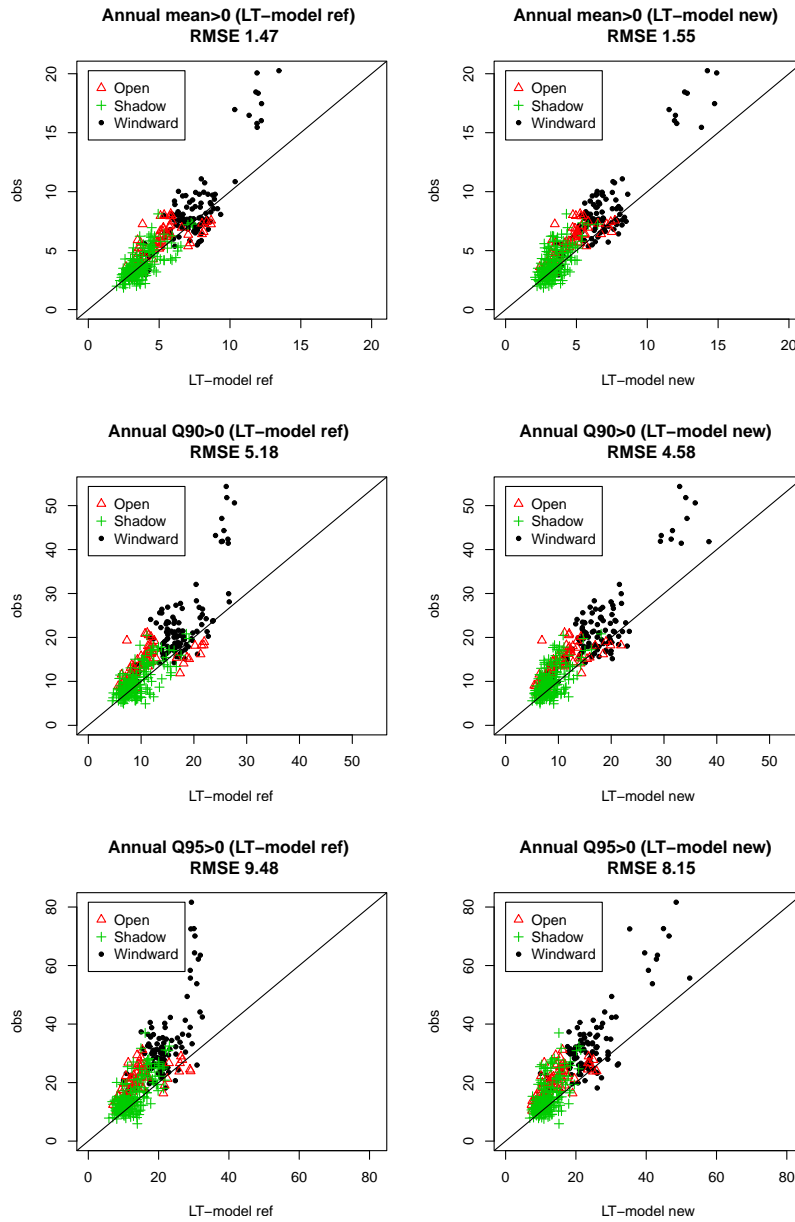 Annual mean>0 (LT−model ref)
RMSE 1.47
Open
Shadow
Windward
obs
0
5
10
15
20
0 5 10 15 20
LT−model ref
Annual mean>0 (LT−model new)
RMSE 1.55
Open
Shadow
Windward
obs
0
5
10
15
20
0 5 10 15 20
LT−model new
Annual Q90>0 (LT−model ref)
RMSE 5.18
Open
Shadow
Windward
obs
0
10
20
30
40
50
0 10 20 30 40 50
LT−model ref
Annual Q90>0 (LT−model new)
RMSE 4.58
Open
Shadow
Windward
obs
0
10
20
30
40
50
0 10 20 30 40 50
LT−model new
Annual Q95>0 (LT−model ref)
RMSE 9.48
Open
Shadow
Windward
obs
0
20
40
60
80
0 20 40 60 80
LT−model ref
Annual Q95>0 (LT−model new)
RMSE 8.15
Open
Shadow
Windward
obs
0
20
40
60
80
0 20 40 60 80
LT−model new